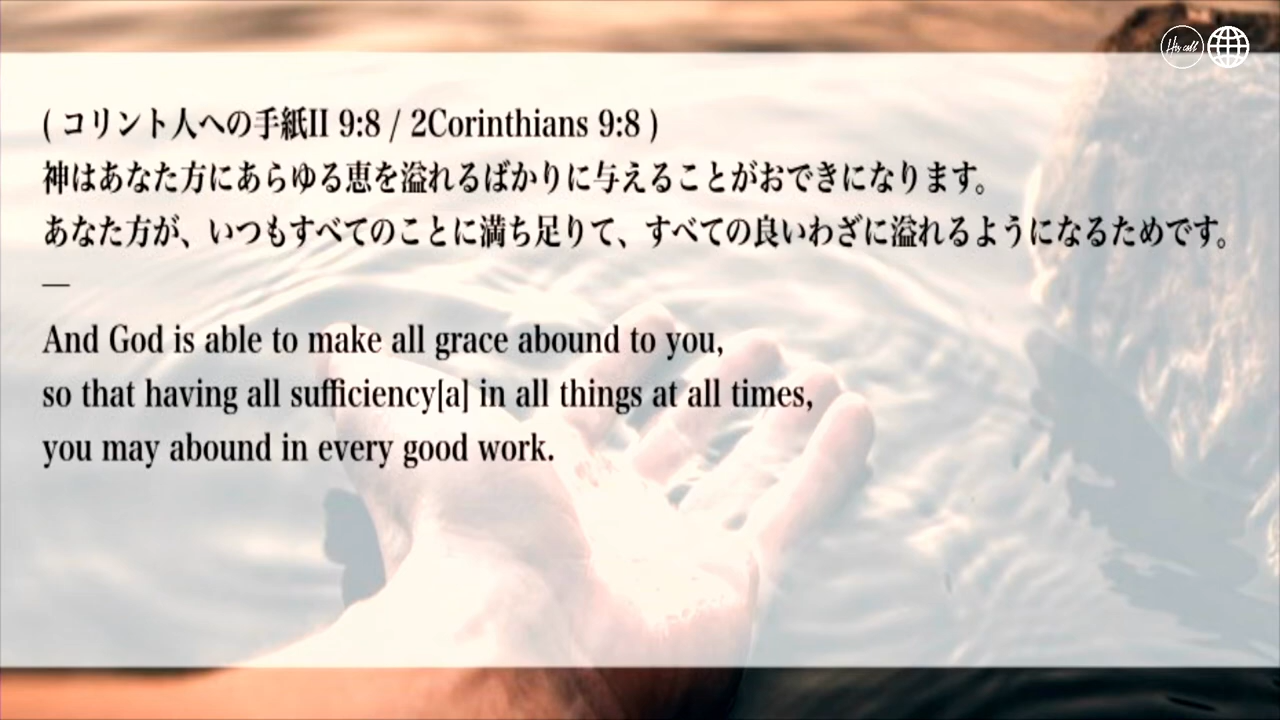 His call
( コリント人への手紙II 9:8 / 2Corinthians 9:8 )
神はあなた方にあらゆる恵を溢れるばかりに与えることがおできになります。
あなた方が、いつもすべてのことに満ち足りて、すべての良いわざに溢れるようになるためです。
—
And God is able to make all grace abound to you,
so that having all sufficiency[a] in all things at all times,
you may abound in every good work.